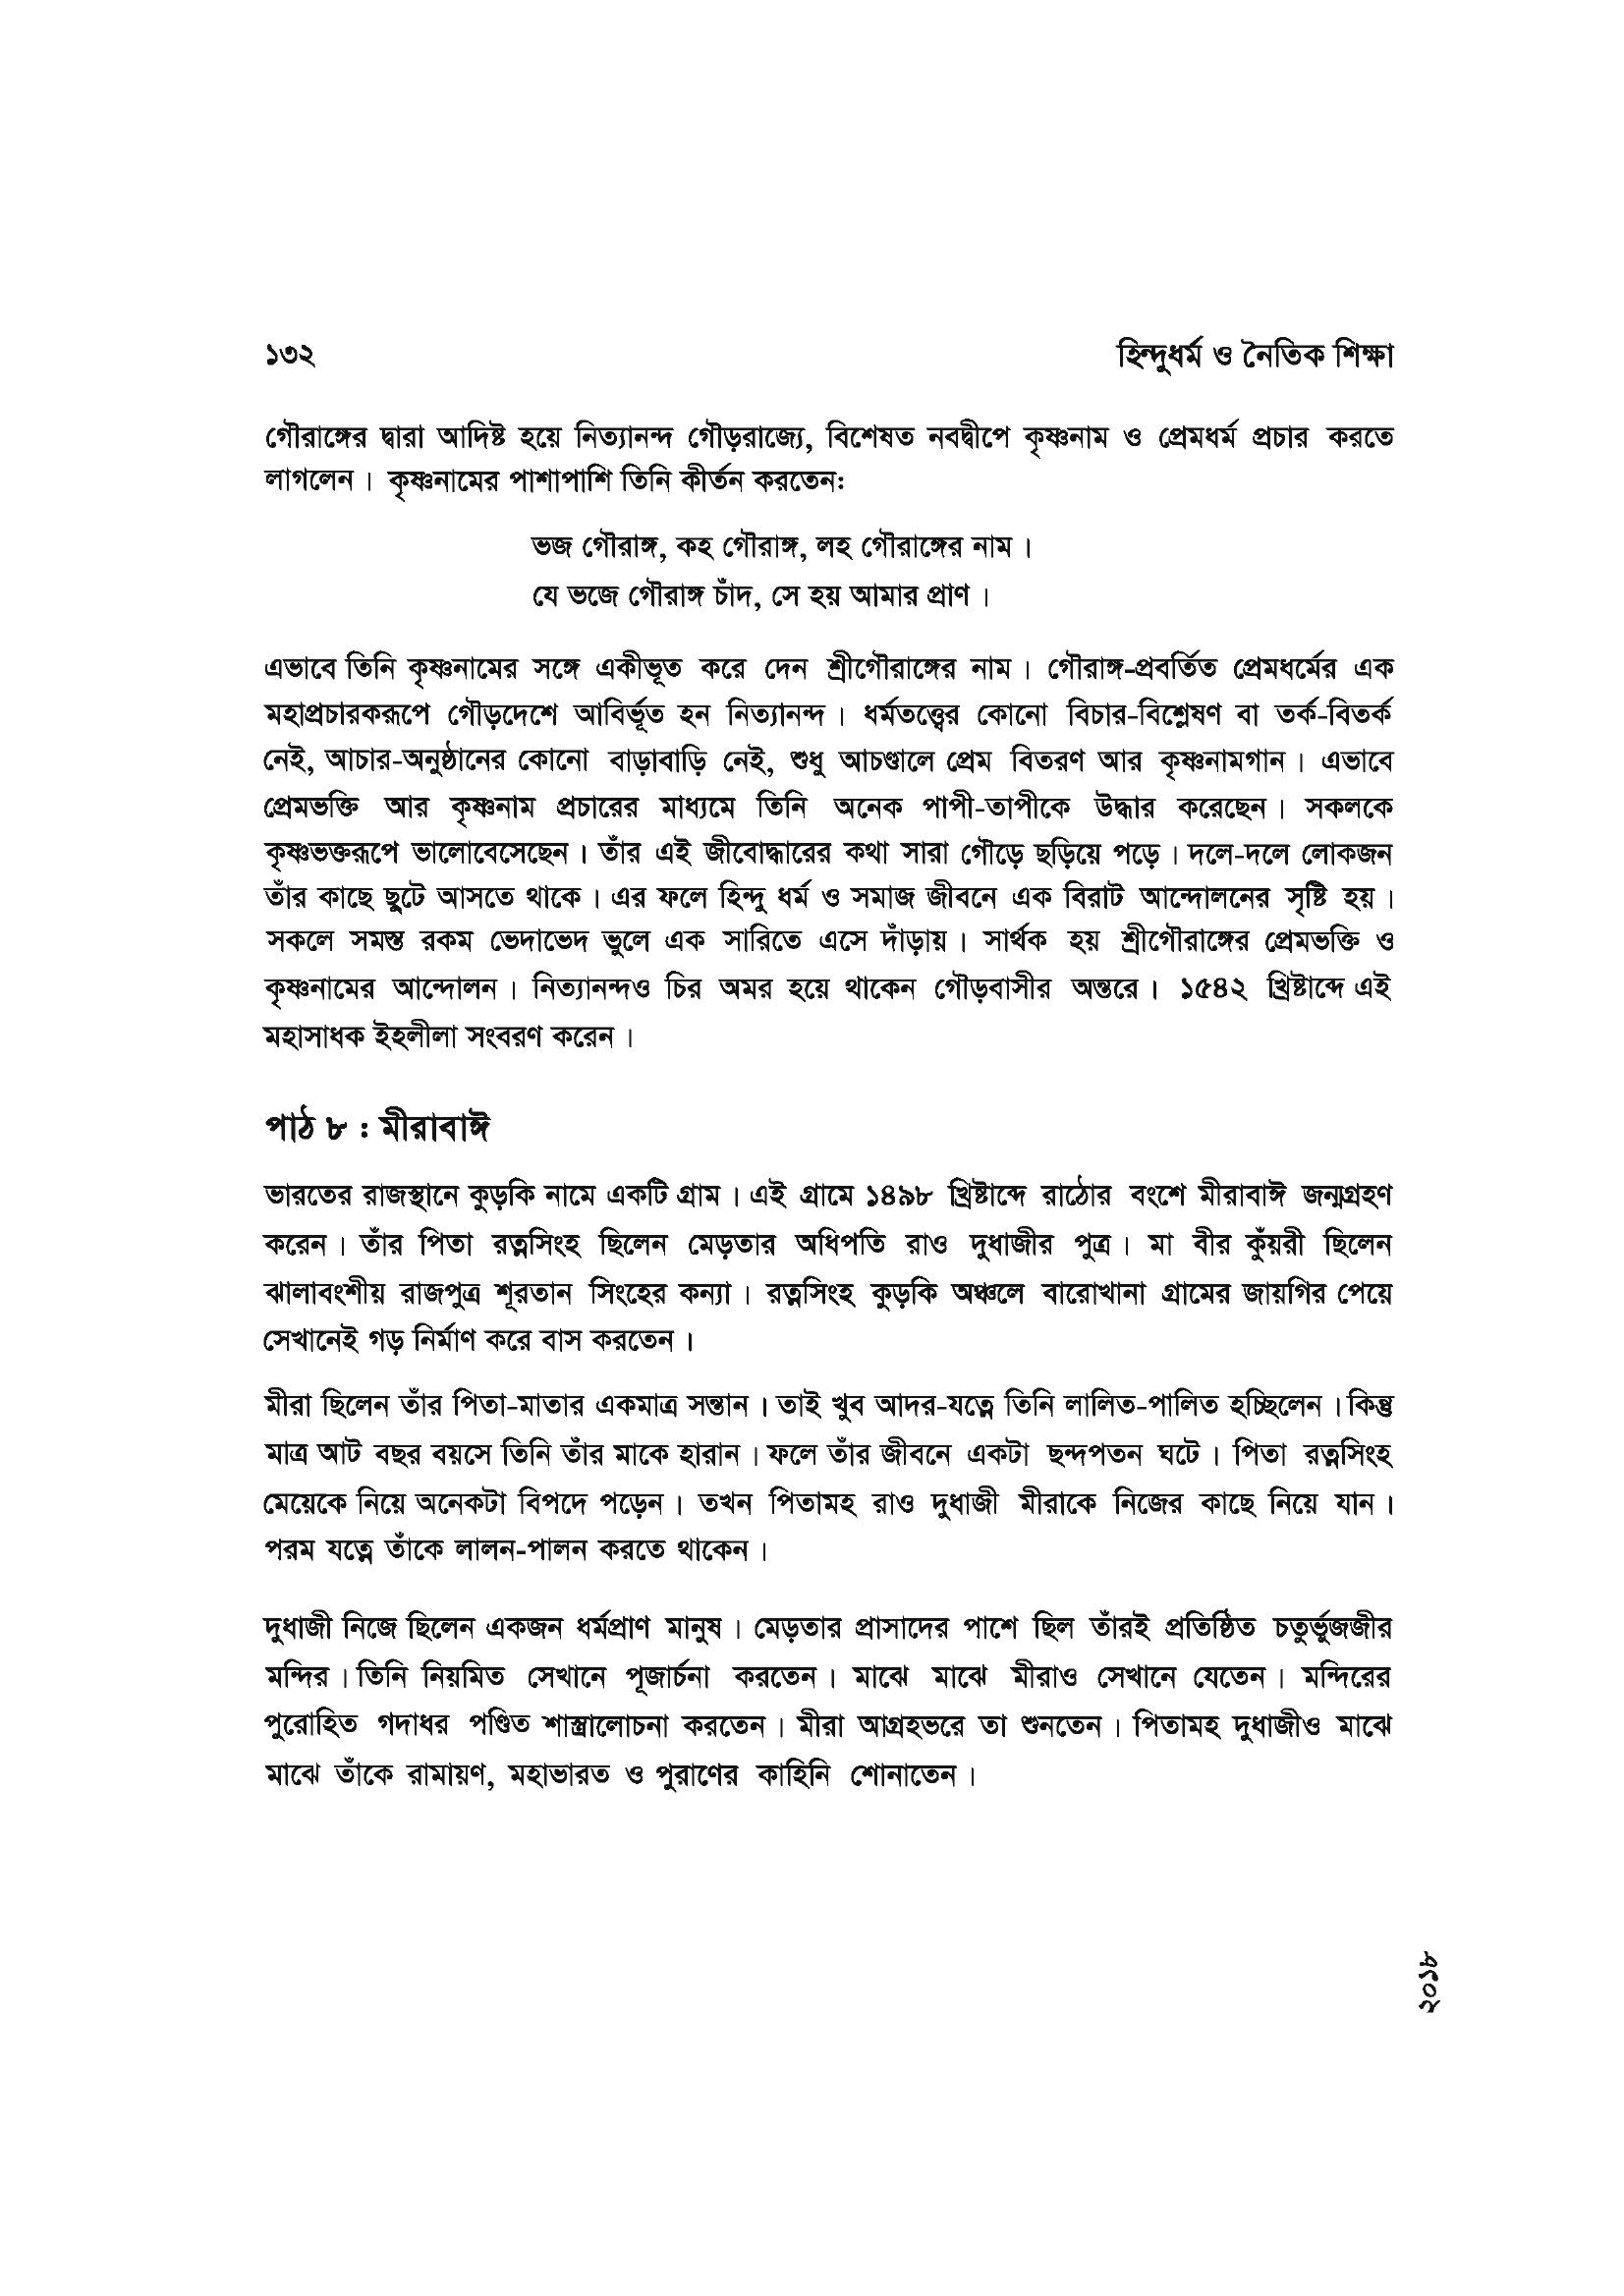 ১৩২ হিন্দুধর্ম ও নৈতিক শিক্ষা
গৌরাঙ্গের দ্বারা আদিষ্ট হয়ে নিত্যানন্দ গৌড়রাজ্যে, বিশেষত নবদ্বীপে কৃষ্ণনাম ও প্রেমধর্ম প্রচার করতে
লাগলেন। কৃষ্ণনামের পাশাপাশি তিনি কীর্তন করতেন:
ভজ গৌরাঙ্গ, কহ গৌরাঙ্গ, লহ গৌরাঙ্গের নাম।
যে ভজে গৌরাঙ্গ চাঁদ, সে হয় আমার প্রাণ।
এভাবে তিনি কৃষ্ণনামের সঙ্গে একীভূত করে দেন শ্রীগৌরাঙ্গের নাম। গৌরাঙ্গ-প্রবর্তিত প্রেমধর্মের এক
মহাপ্রচারকরূপে গৌড়দেশে আবির্ভূত হন নিত্যানন্দ। ধর্মতত্ত্বের কোনো বিচার-বিশ্লেষণ বা তর্ক-বিতর্ক
নেই, আচার-অনুষ্ঠানের কোনো বাড়াবাড়ি নেই, শুধু আচণ্ডালে প্রেম বিতরণ আর কৃষ্ণনামগান। এভাবে
প্রেমভক্তি আর কৃষ্ণনাম প্রচারের মাধ্যমে তিনি অনেক পাপী-তাপীকে উদ্ধার করেছেন। সকলকে
কৃষ্ণভক্তরূপে ভালোবেসেছেন। তাঁর এই জীবোদ্ধারের কথা সারা গৌড়ে ছড়িয়ে পড়ে। দলে-দলে লোকজন
তাঁর কাছে ছুটে আসতে থাকে। এর ফলে হিন্দু ধর্ম ও সমাজ জীবনে এক বিরাট আন্দোলনের সৃষ্টি হয়।
সকলে সমস্ত রকম ভেদাভেদ ভুলে এক সারিতে এসে দাঁড়ায়। সার্থক হয় শ্রীগৌরাঙ্গের প্রেমভক্তি ও
কৃষ্ণনামের আন্দোলন। নিত্যানন্দও চির অমর হয়ে থাকেন গৌড়বাসীর অন্তরে। ১৫৪২ খ্রিষ্টাব্দে এই
মহাসাধক ইহলীলা সংবরণ করেন।
পাঠ ৮ : মীরাবাঈ
ভারতের রাজস্থানে কুড়কি নামে একটি গ্রাম। এই গ্রামে ১৪৯৮ খ্রিষ্টাব্দে রাঠোর বংশে মীরাবাঈ জন্মগ্রহণ
করেন। তাঁর পিতা রত্নসিংহ ছিলেন মেড়তার অধিপতি রাও দুধাজীর পুত্র। মা বীর কুঁয়রী ছিলেন
ঝালাবংশীয় রাজপুত্র শূরতান সিংহের কন্যা। রত্নসিংহ কুড়কি অঞ্চলে বারোখানা গ্রামের জায়গির পেয়ে
সেখানেই গড় নির্মাণ করে বাস করতেন।
মীরা ছিলেন তাঁর পিতা-মাতার একমাত্র সন্তান। তাই খুব আদর-যত্নে তিনি লালিত-পালিত হচ্ছিলেন। কিন্তু
মাত্র আট বছর বয়সে তিনি তাঁর মাকে হারান। ফলে তাঁর জীবনে একটা ছন্দপতন ঘটে। পিতা রত্নসিংহ
মেয়েকে নিয়ে অনেকটা বিপদে পড়েন। তখন পিতামহ রাও দুধাজী মীরাকে নিজের কাছে নিয়ে যান।
পরম যত্নে তাঁকে লালন-পালন করতে থাকেন।
দুধাজী নিজে ছিলেন একজন ধর্মপ্রাণ মানুষ। মেড়তার প্রাসাদের পাশে ছিল তাঁরই প্রতিষ্ঠিত চতুর্ভুজজীর
মন্দির। তিনি নিয়মিত সেখানে পূজার্চনা করতেন। মাঝে মাঝে মীরাও সেখানে যেতেন। মন্দিরের
পুরোহিত গদাধর পণ্ডিত শাস্ত্রালোচনা করতেন। মীরা আগ্রহভরে তা শুনতেন। পিতামহ দুধাজীও মাঝে
মাঝে তাঁকে রামায়ণ, মহাভারত ও পুরাণের কাহিনি শোনাতেন।
২০১৮